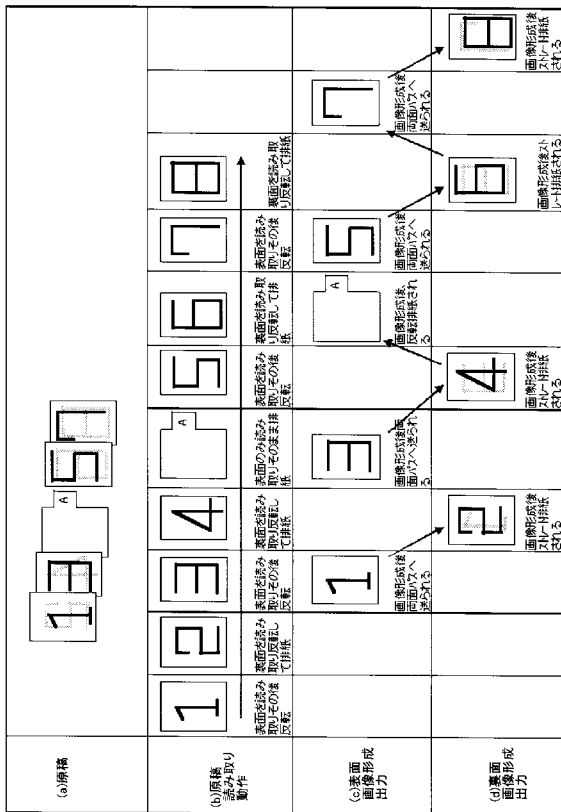 (a)原稿
1
3
A
5
7
(b)原稿
読み取り
動作
1
表面を読み
取りその後
反転
2
裏面を読み
取り反転し
て排紙
3
表面を読み
取りその後
反転
4
裏面を読み
取り反転し
て排紙
A
表面のみ読み
取りそのまま排
紙
5
表面を読み
取りその後
反転
6
裏面を読み取
り反転して排
紙
7
表面を読み
取りその後
反転
8
裏面を読み取
り反転して排紙
(c)表面
画像形成
出力
1
画像形成後
両面パスへ
送られる
3
画像形成後両
面パスへ送られ
る
A
画像形成後、
反転排紙され
る
5
画像形成後
両面パスへ
送られる
7
画像形成後
両面パスへ
送られる
(d)裏面
画像形成
出力
2
画像形成後
ストレート排紙
される
4
画像形成後
ストレート排紙
される
6
画像形成後スト
レート排紙される
8
画像形成後
ストレート排紙
される